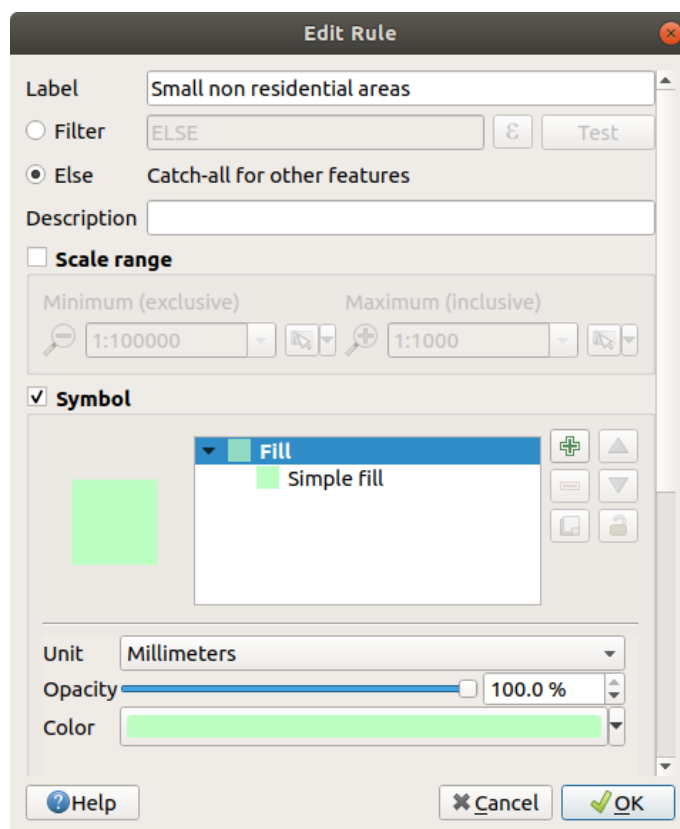 Edit Rule
Label Small non residential areas
Filter ELSE ε Test
Else Catch-all for other features
Description
Scale range
Minimum (exclusive) Maximum (inclusive)
1:100000 1:1000
Symbol
Fill
Simple fill
Unit Millimeters
Opacity 100.0 %
Color
Help Cancel OK